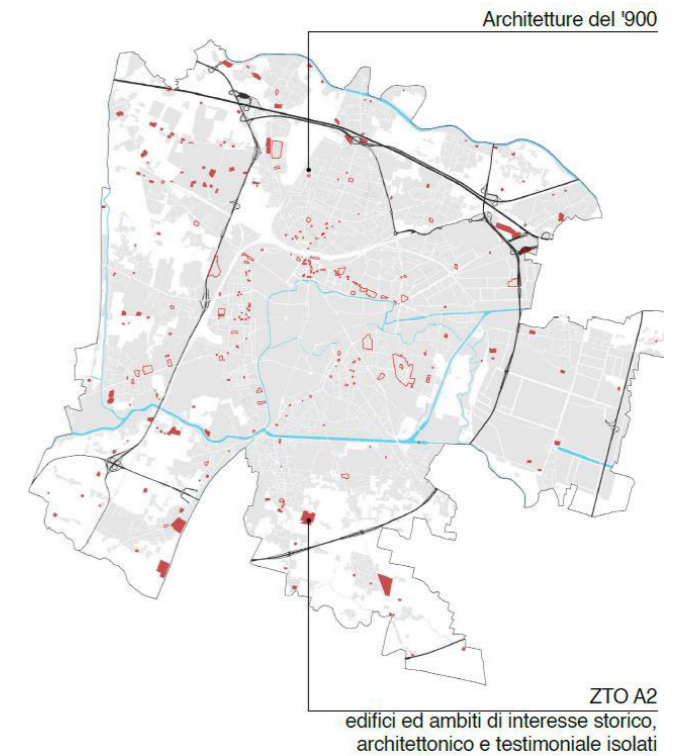 Architetture del '900
ZTO A2
edifici ed ambiti di interesse storico,
architettonico e testimoniale isolati